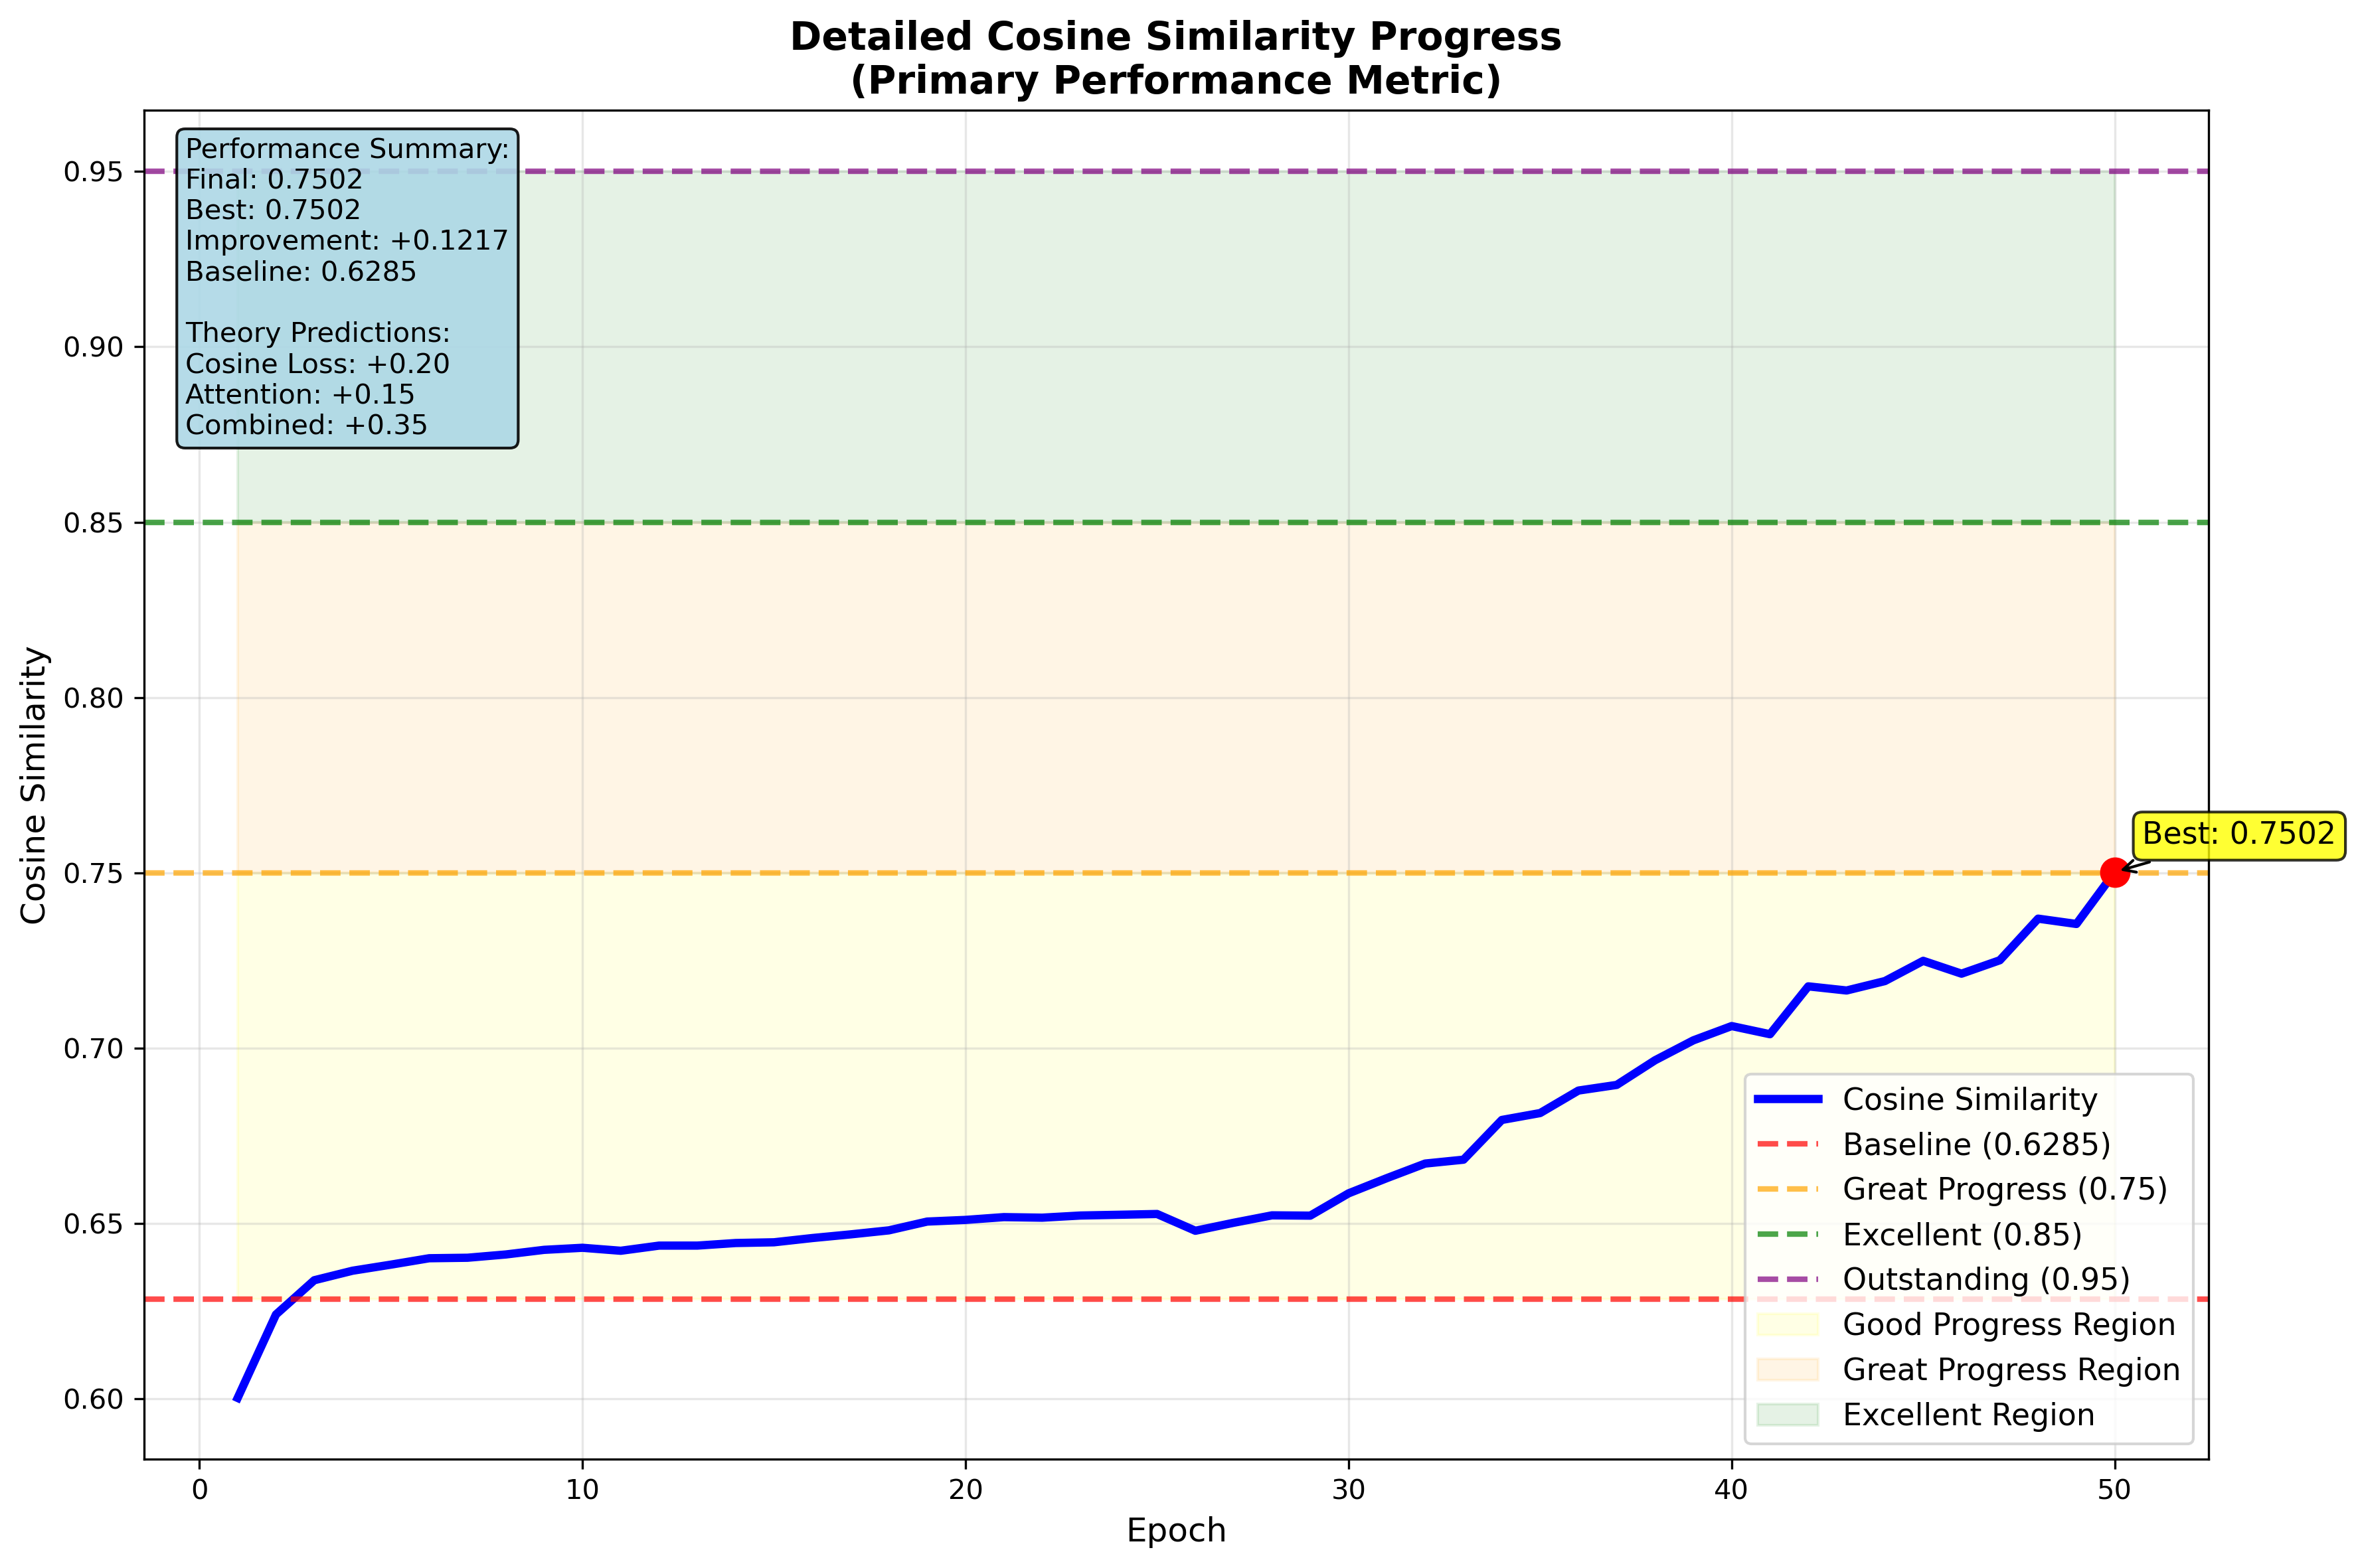 Detailed Cosine Similarity Progress
(Primary Performance Metric)
Performance Summary:
Final: 0.7502
Best: 0.7502
Improvement: +0.1217
Baseline: 0.6285
Theory Predictions:
Cosine Loss: +0.20
Attention: +0.15
Combined: +0.35
Cosine Similarity
0.95
0.90
0.85
0.80
0.75
0.70
0.65
0.60
Best: 0.7502
Cosine Similarity
Baseline (0.6285)
Great Progress (0.75)
Excellent (0.85)
Outstanding (0.95)
Good Progress Region
Great Progress Region
Excellent Region
0 10 20 30 40 50
Epoch